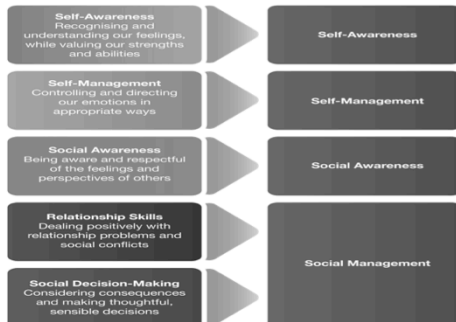 Self-Awareness
Recognising and
understanding our feelings,
while valuing our strengths
and abilities
Self-Awareness
Self-Management
Controlling and directing
our emotions in
appropriate ways
Self-Management
Social Awareness
Being aware and respectful
of the feelings and
perspectives of others
Social Awareness
Relationship Skills
Dealing positively with
relationship problems and
social conflicts
Social Decision-Making
Considering consequences
and making thoughtful,
sensible decisions
Social Management